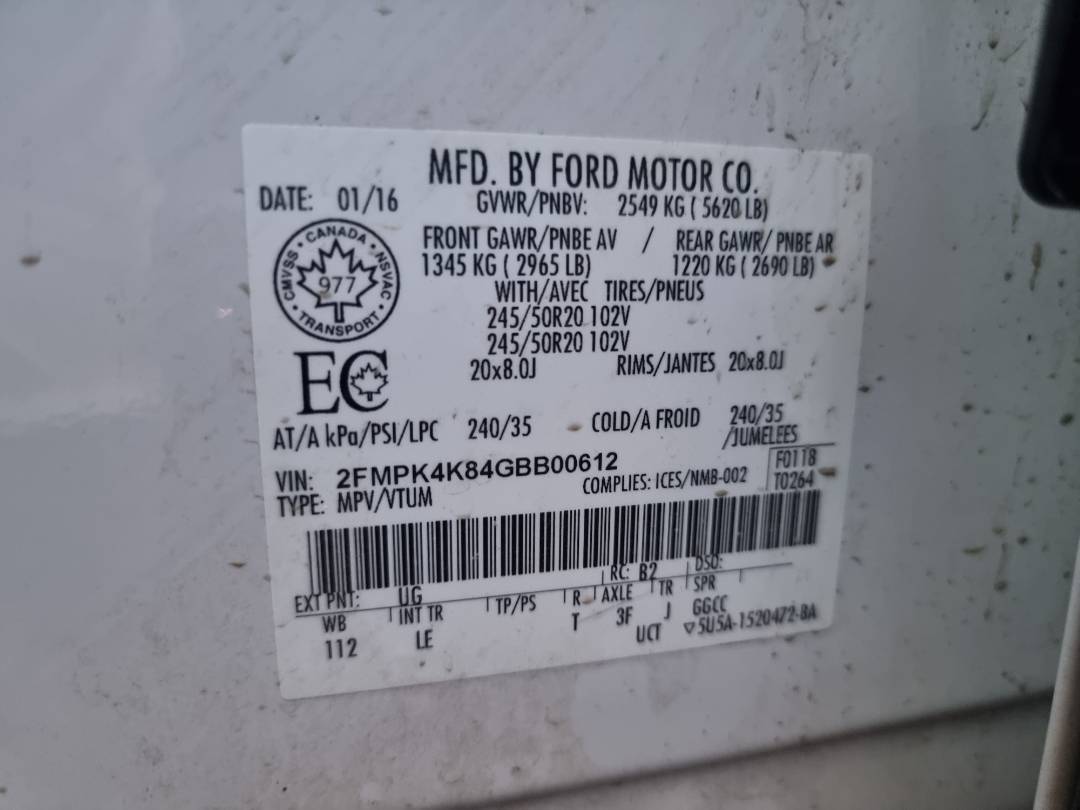 MFD. BY FORD MOTOR CO.
DATE: 01/16 GVWR/PNBV: 2549 KG ( 5620 LB)
FRONT GAWR/PNBE AV / REAR GAWR/ PNBE AR
1345 KG ( 2965 LB) 1220 KG ( 2690 LB)
WITH/AVEC TIRES/PNEUS
245/50R20 102V
245/50R20 102V
20x8.0J RIMS/JANTES 20x8.0J
CANADA
CMVSS 977 NSVAC
TRANSPORT
EC
AT/A kPa/PSI/LPC 240/35 COLD/A FROID 240/35
/JUMELEES
VIN: 2FMPK4K84GBB00612 F0118
TYPE: MPV/VTUM COMPLIES: ICES/NMB-002 T0264
EXT PNT: UG RC: B2 DSO:
WB INT TR TP/PS R AXLE TR SPR
112 LE T 3F J GGCC
UCT ▽5U5A-1520472-BA